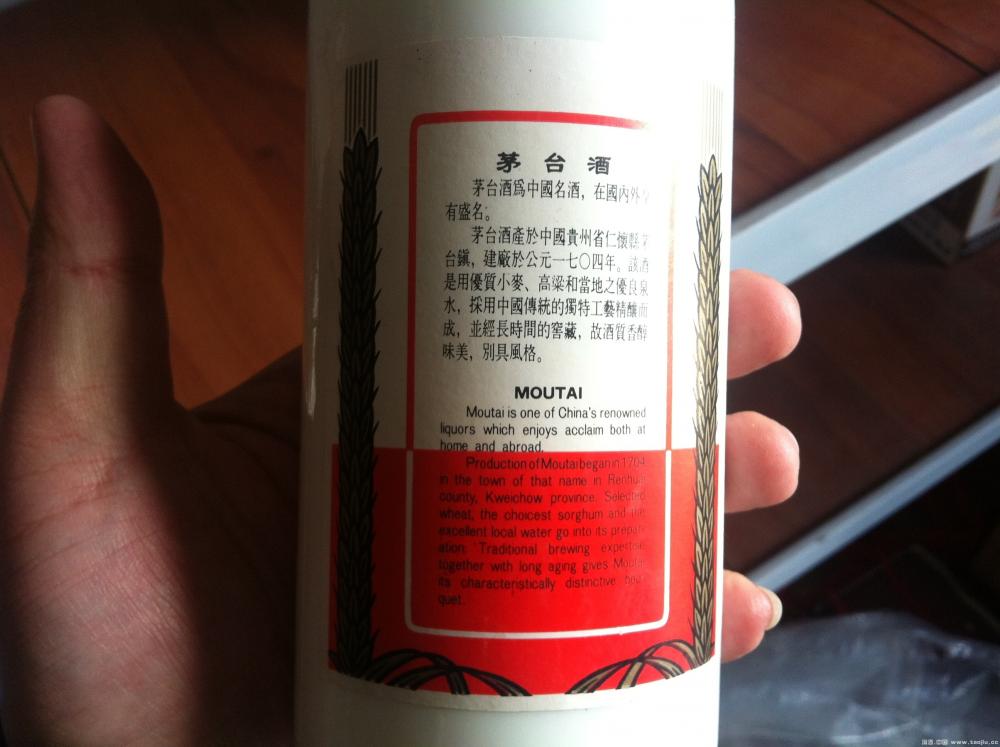 茅台酒
茅台酒爲中國名酒，在國內外
有盛名。
茅台酒產於中國貴州省仁懷縣茅
台鎮，建廠於公元一七〇四年。該酒
是用優質小麥、高粱和當地之優良泉
水，採用中國傳統的獨特工藝精釀而
成，並經長時間的窖藏，故酒質香醇
味美，別具風格。
MOUTAI
Moutai is one of China's renowned
liquors which enjoys acclaim both at
home and abroad.
Production of Moutai began in 1704
in the town of that name in Renhuai
county, Kweichow province. Selected
wheat, the choicest sorghum and the
excellent local water go into its prepar-
ation. Traditional brewing expertise
together with long aging gives Moutai
its characteristically distinctive bou-
quet.
www.taojiu.cc